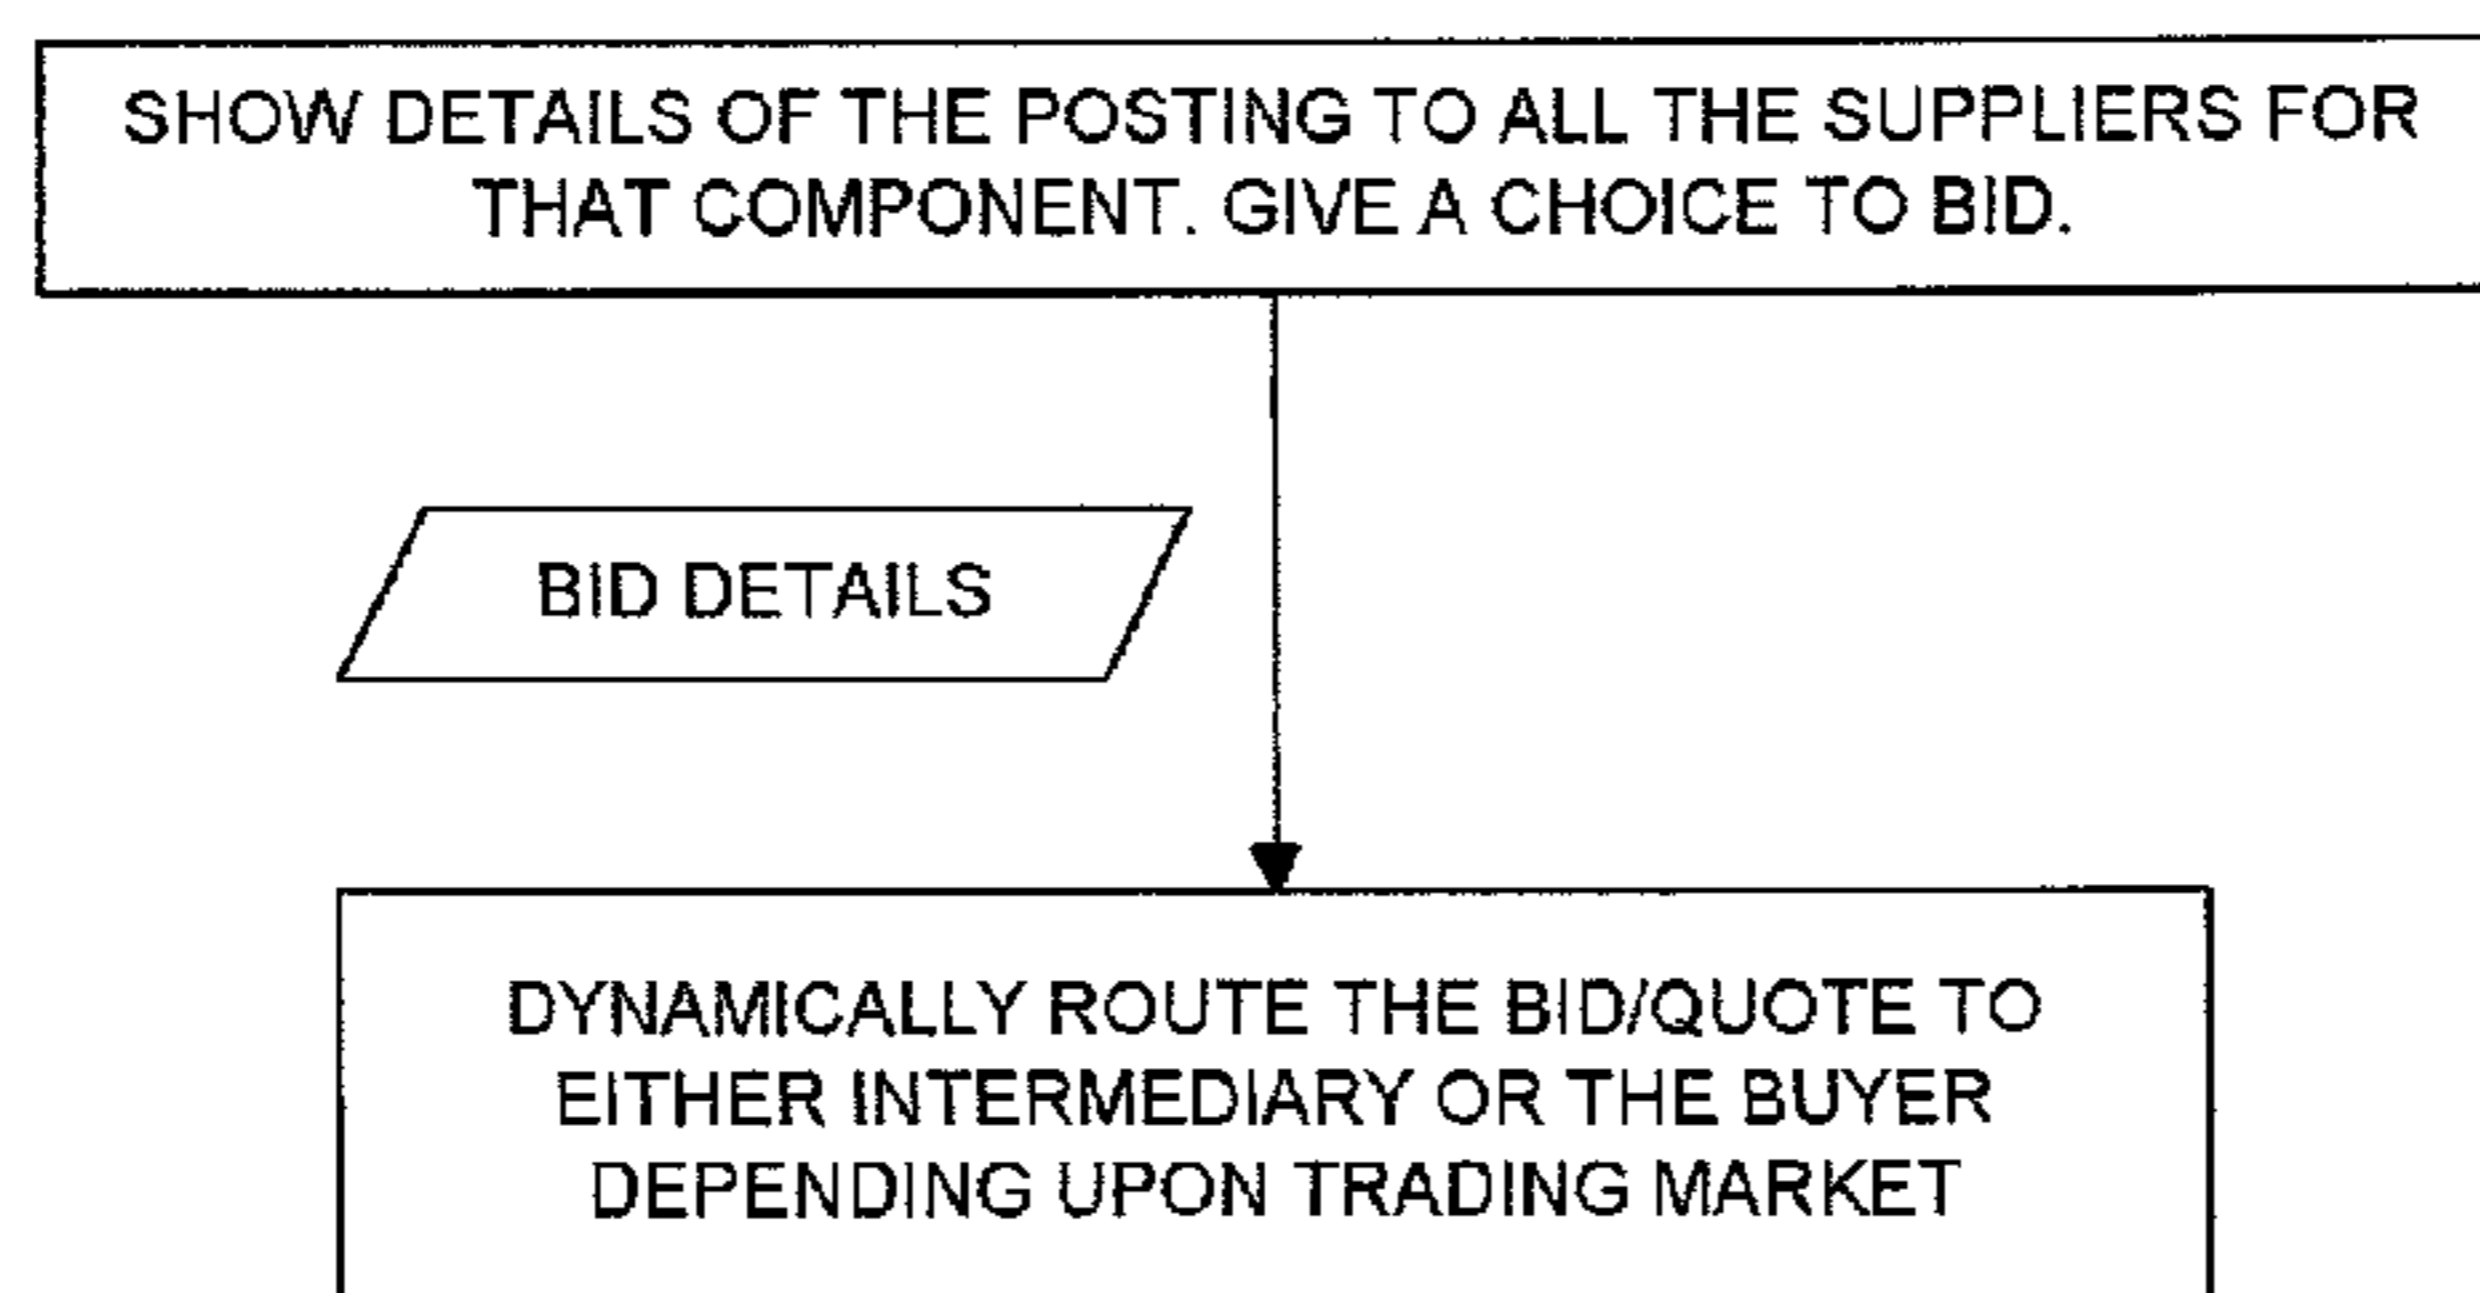 SHOW DETAILS OF THE POSTING TO ALL THE SUPPLIERS FOR
THAT COMPONENT. GIVE A CHOICE TO BID.
BID DETAILS
DYNAMICALLY ROUTE THE BID/QUOTE TO
EITHER INTERMEDIARY OR THE BUYER
DEPENDING UPON TRADING MARKET